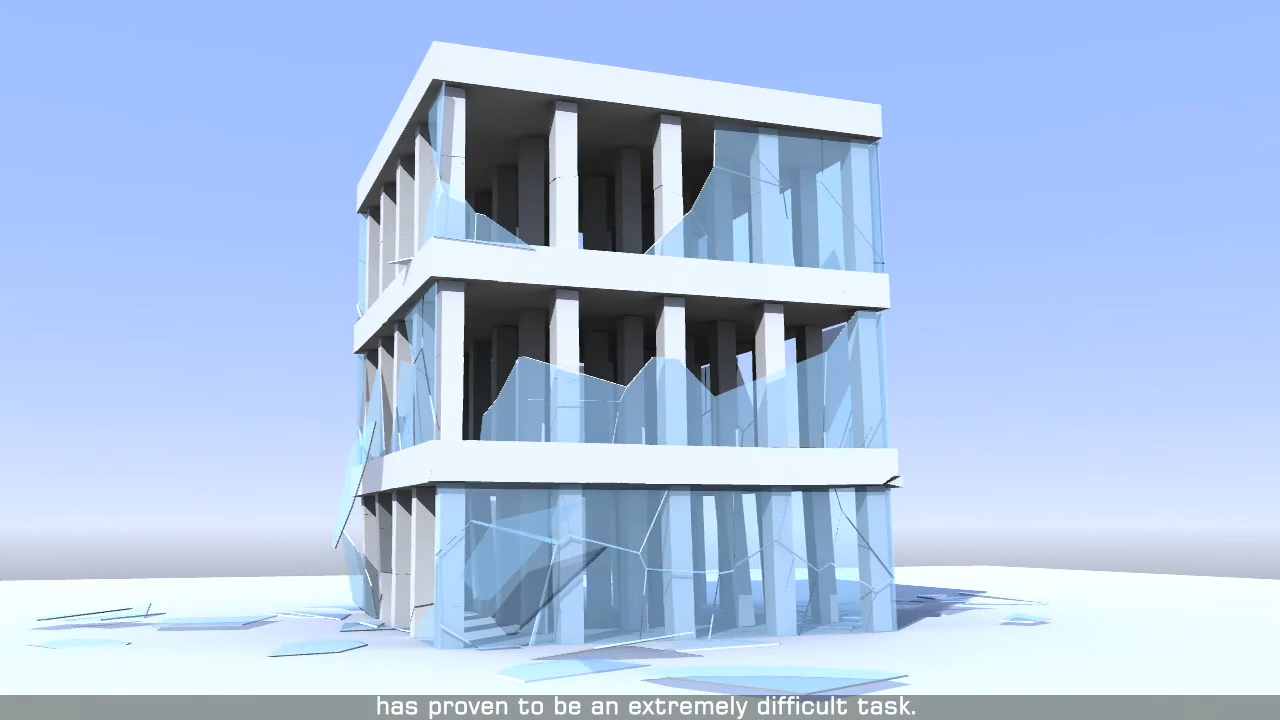 has proven to be an extremely difficult task.